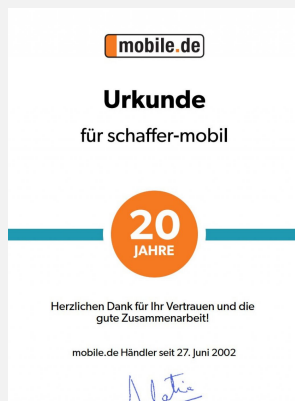 mobile.de
Urkunde
für schaffer-mobil
20
JAHRE
Herzlichen Dank für Ihr Vertrauen und die
gute Zusammenarbeit!
mobile.de Händler seit 27. Juni 2002